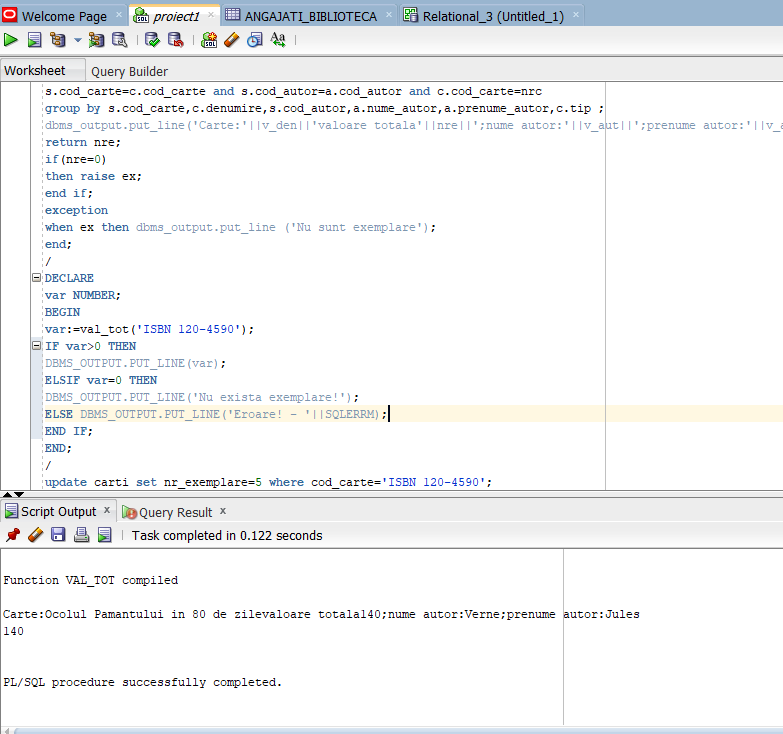 Welcome Page
proiect1
ANGAJATI_BIBLIOTECA
Relational_3 (Untitled_1)
Worksheet
Query Builder
s.cod_carte=c.cod_carte and s.cod_autor=a.cod_autor and c.cod_carte=nrc
group by s.cod_carte,c.denumire,s.cod_autor,a.nume_autor,a.prenume_autor,c.tip ;
dbms_output.put_line('Carte:'||v_den||'valoare totala'||nre||';nume autor:'||v_aut||';prenume autor:'||v_a
return nre;
if(nre=0)
then raise ex;
end if;
exception
when ex then dbms_output.put_line ('Nu sunt exemplare');
end;
/
DECLARE
var NUMBER;
BEGIN
var:=val_tot('ISBN 120-4590');
IF var>0 THEN
DBMS_OUTPUT.PUT_LINE(var);
ELSIF var=0 THEN
DBMS_OUTPUT.PUT_LINE('Nu exista exemplare!');
ELSE DBMS_OUTPUT.PUT_LINE('Eroare! - '||SQLERRM);
END IF;
END;
/
update carti set nr_exemplare=5 where cod_carte='ISBN 120-4590';
Script Output
Query Result
Task completed in 0.122 seconds
Function VAL_TOT compiled
Carte:Ocolul Pamantului in 80 de zilevaloare totala140;nume autor:Verne;prenume autor:Jules
140
PL/SQL procedure successfully completed.